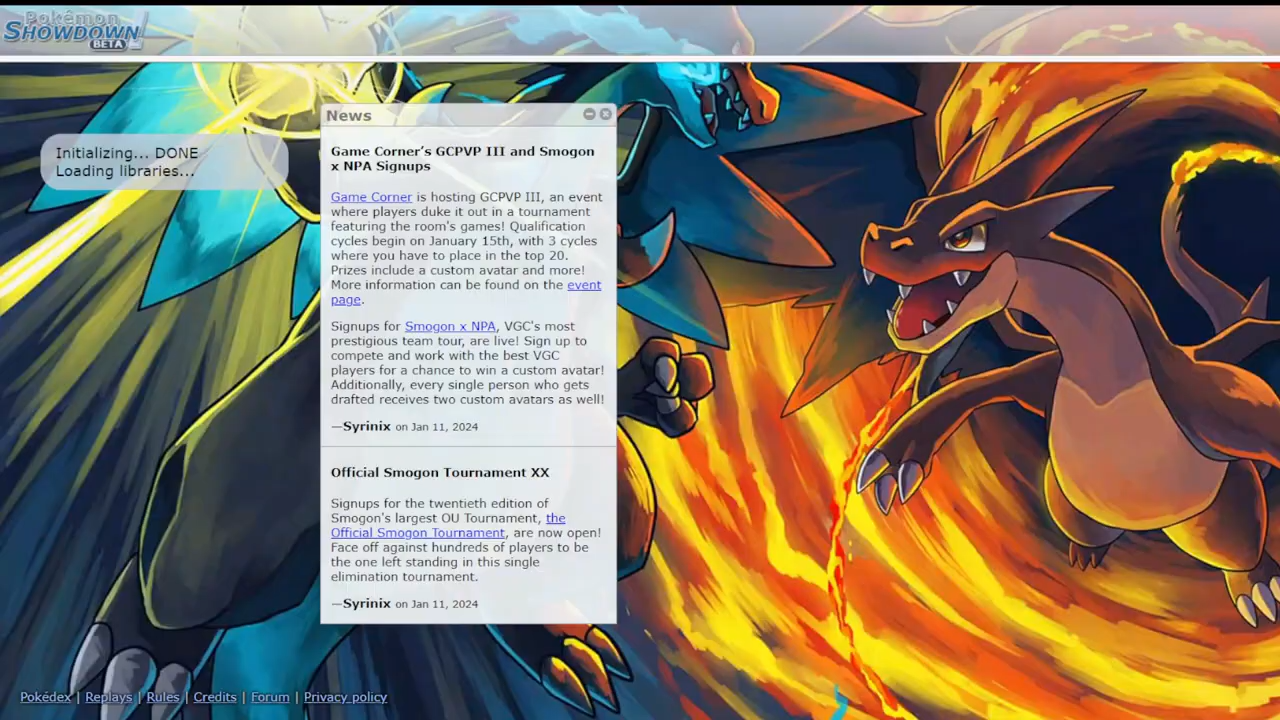 Pokémon
SHOWDOWN
BETA
News
Initializing... DONE
Loading libraries...
Game Corner’s GCPVP III and Smogon
x NPA Signups
Game Corner is hosting GCPVP III, an event
where players duke it out in a tournament
featuring the room's games! Qualification
cycles begin on January 15th, with 3 cycles
where you have to place in the top 20.
Prizes include a custom avatar and more!
More information can be found on the event
page.
Signups for Smogon x NPA, VGC's most
prestigious team tour, are live! Sign up to
compete and work with the best VGC
players for a chance to win a custom avatar!
Additionally, every single person who gets
drafted receives two custom avatars as well!
—Syrinix on Jan 11, 2024
Official Smogon Tournament XX
Signups for the twentieth edition of
Smogon's largest OU Tournament, the
Official Smogon Tournament, are now open!
Face off against hundreds of players to be
the one left standing in this single
elimination tournament.
—Syrinix on Jan 11, 2024
Pokédex | Replays | Rules | Credits | Forum | Privacy policy